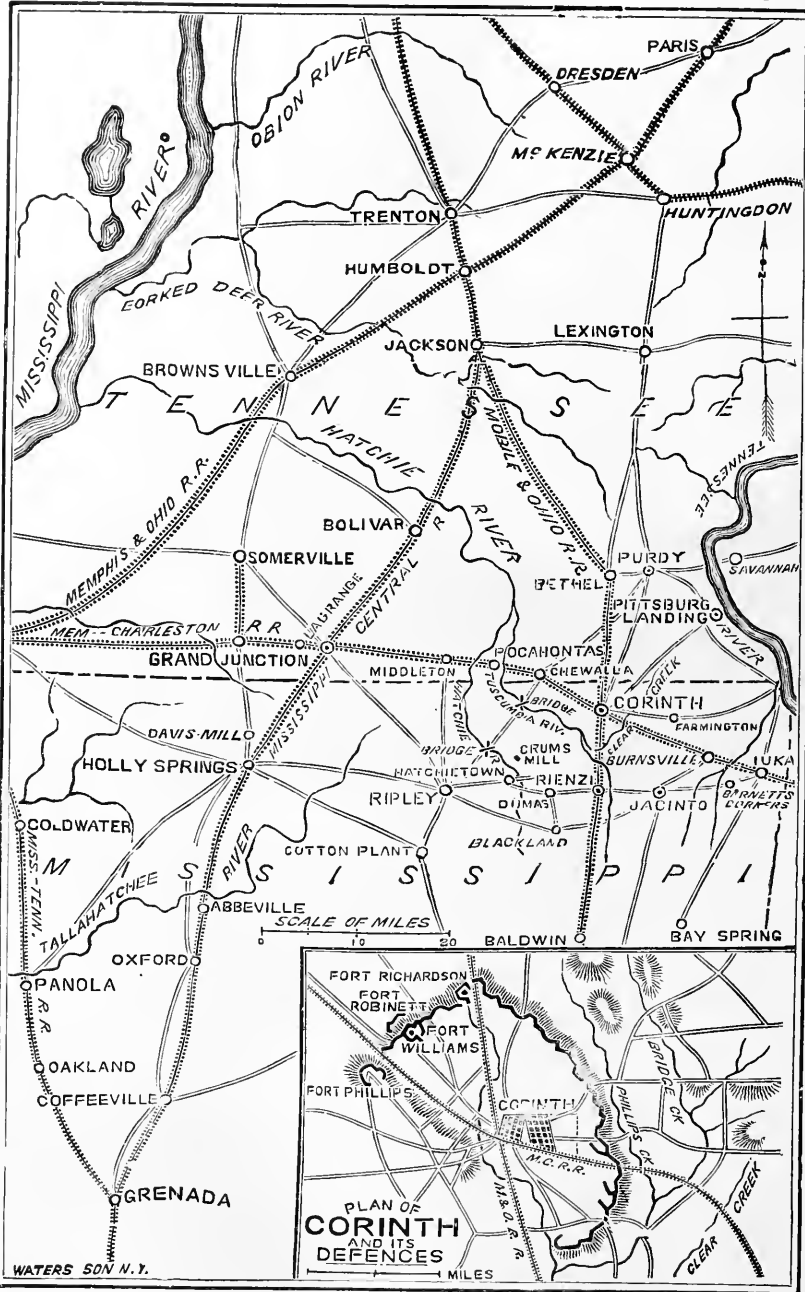 PARIS
DRESDEN
OBION RIVER
MCKENZIE
MISSISSIPPI RIVER
HUNTINGDON
TRENTON
HUMBOLDT
N
FORKED DEER RIVER
LEXINGTON
JACKSON
BROWNSVILLE
TENNESSEE
HATCHIE RIVER
MOBILE & OHIO R.R.
TENNESSEE RIVER
MEMPHIS & OHIO R.R.
BOLIVAR
SOMERVILLE
PURDY
SAVANNAH
BETHEL
LAGRANGE
MISSISSIPPI CENTRAL R
PITTSBURG
LANDING
MEM-- CHARLESTON R R
GRAND JUNCTION
POCAHONTAS
MIDDLETON
CHEWALLA
TUSCUMBIA RIV.
BRIDGE
CORINTH
FARMINGTON
CLEAR CREEK
DAVIS-MILL
HATCHIE R
BRIDGE
CRUMS
MILL
BURNSVILLE
IUKA
HOLLY SPRINGS
HATCHIETOWN
RIENZI
RIPLEY
DUMAS
JACINTO
BARNETTS
CORNERS
COLDWATER
BLACKLAND
COTTON PLANT
MISSISSIPPI
MISS.-TENN. R.R.
TALLAHATCHEE RIVER
ABBEVILLE
SCALE OF MILES
0 10 20
BALDWIN
BAY SPRING
OXFORD
PANOLA
OAKLAND
COFFEEVILLE
GRENADA
FORT RICHARDSON
FORT
ROBINETT
FORT
WILLIAMS
FORT PHILLIPS
CORINTH
BRIDGE CK
PHILLIPS CK
M.C.R.R.
M.& O.R.R.
CLEAR CREEK
PLAN OF
CORINTH
AND ITS
DEFENCES
MILES
WATERS SON N.Y.